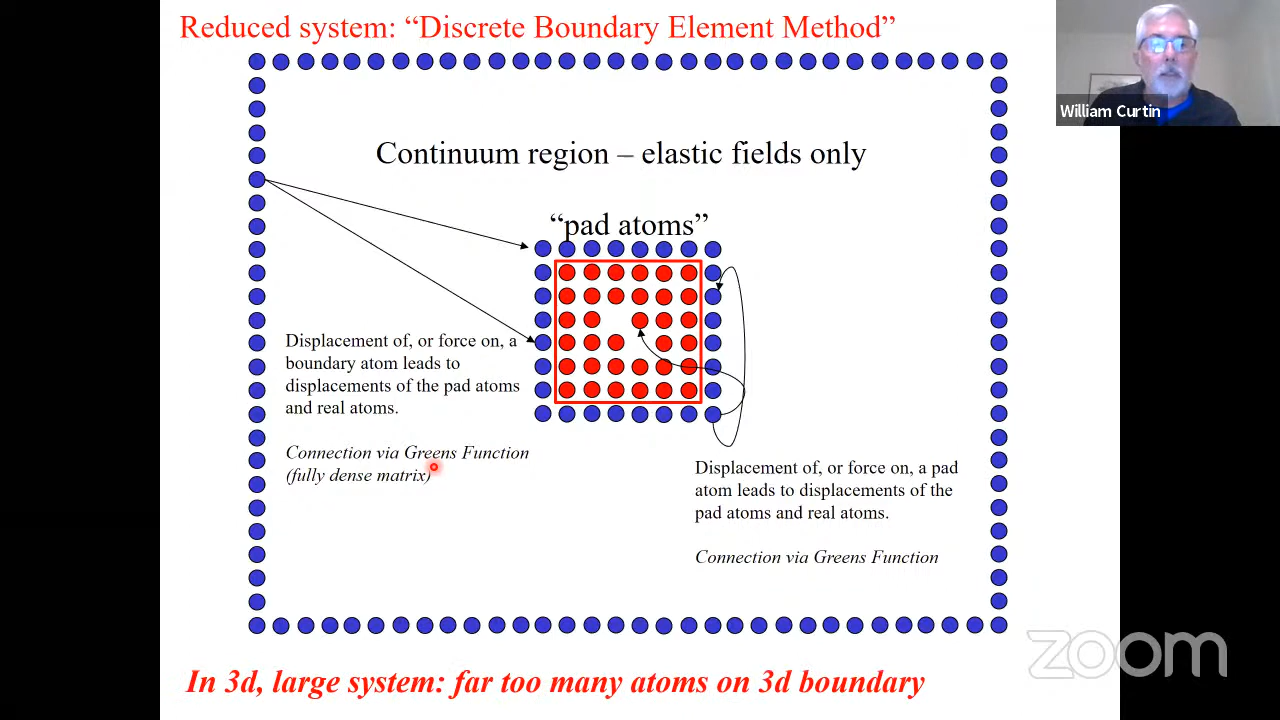 Reduced system: “Discrete Boundary Element Method”
William Curtin
Continuum region – elastic fields only
“pad atoms”
Displacement of, or force on, a
boundary atom leads to
displacements of the pad atoms
and real atoms.
Connection via Greens Function
(fully dense matrix)
Displacement of, or force on, a pad
atom leads to displacements of the
pad atoms and real atoms.
Connection via Greens Function
zoom
In 3d, large system: far too many atoms on 3d boundary